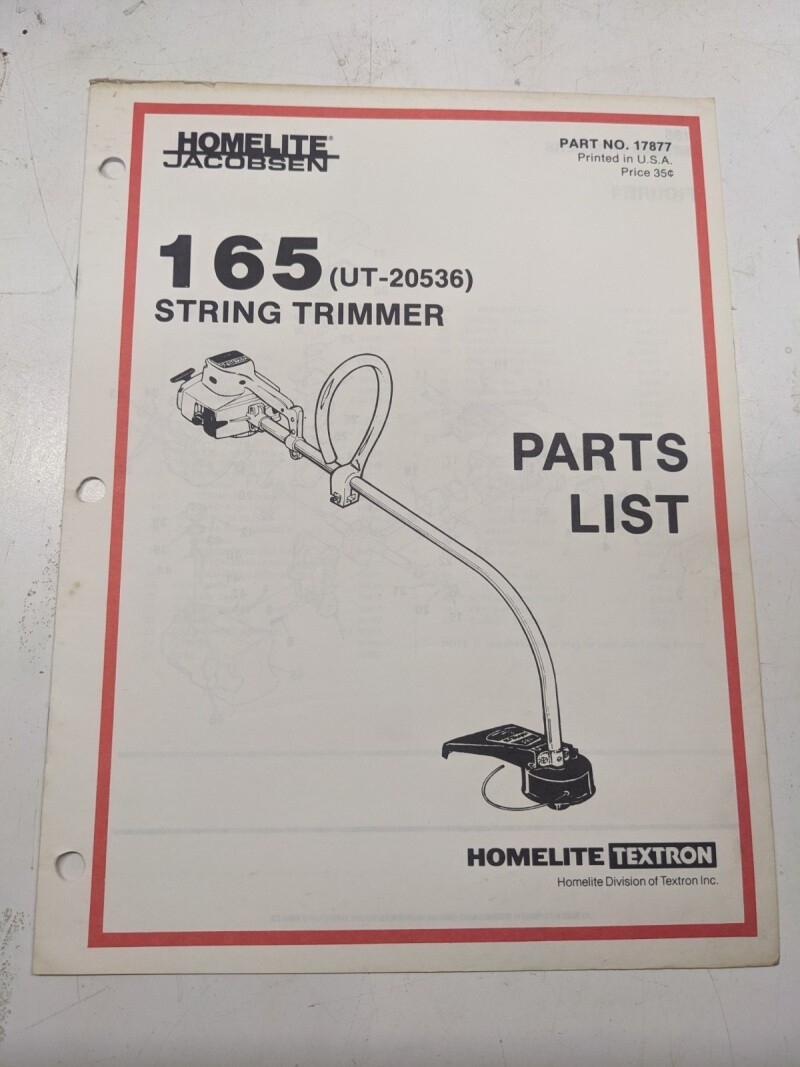 HOMELITE®
JACOBSEN
PART NO. 17877
Printed in U.S.A.
Price 35¢
165 (UT-20536)
STRING TRIMMER
PARTS
LIST
HOMELITE TEXTRON
Homelite Division of Textron Inc.